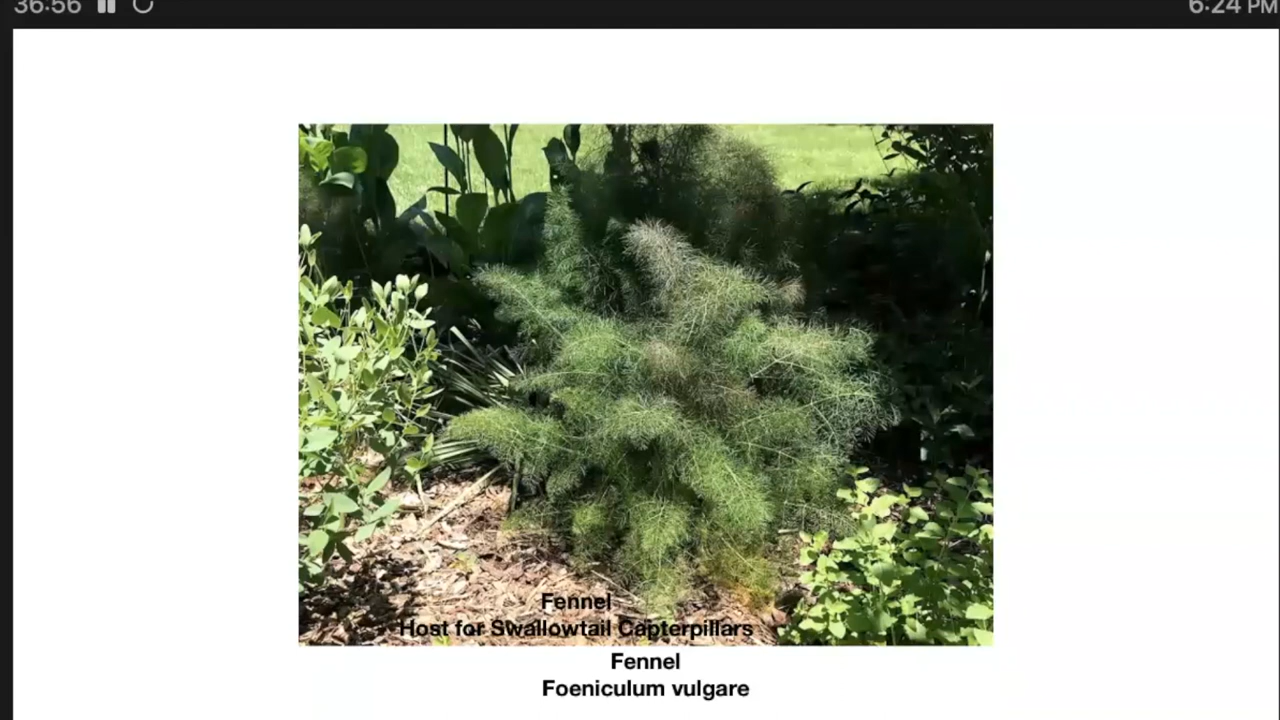 36:56
6:24 PM
Fennel
Host for Swallowtail Capterpillars
Fennel
Foeniculum vulgare